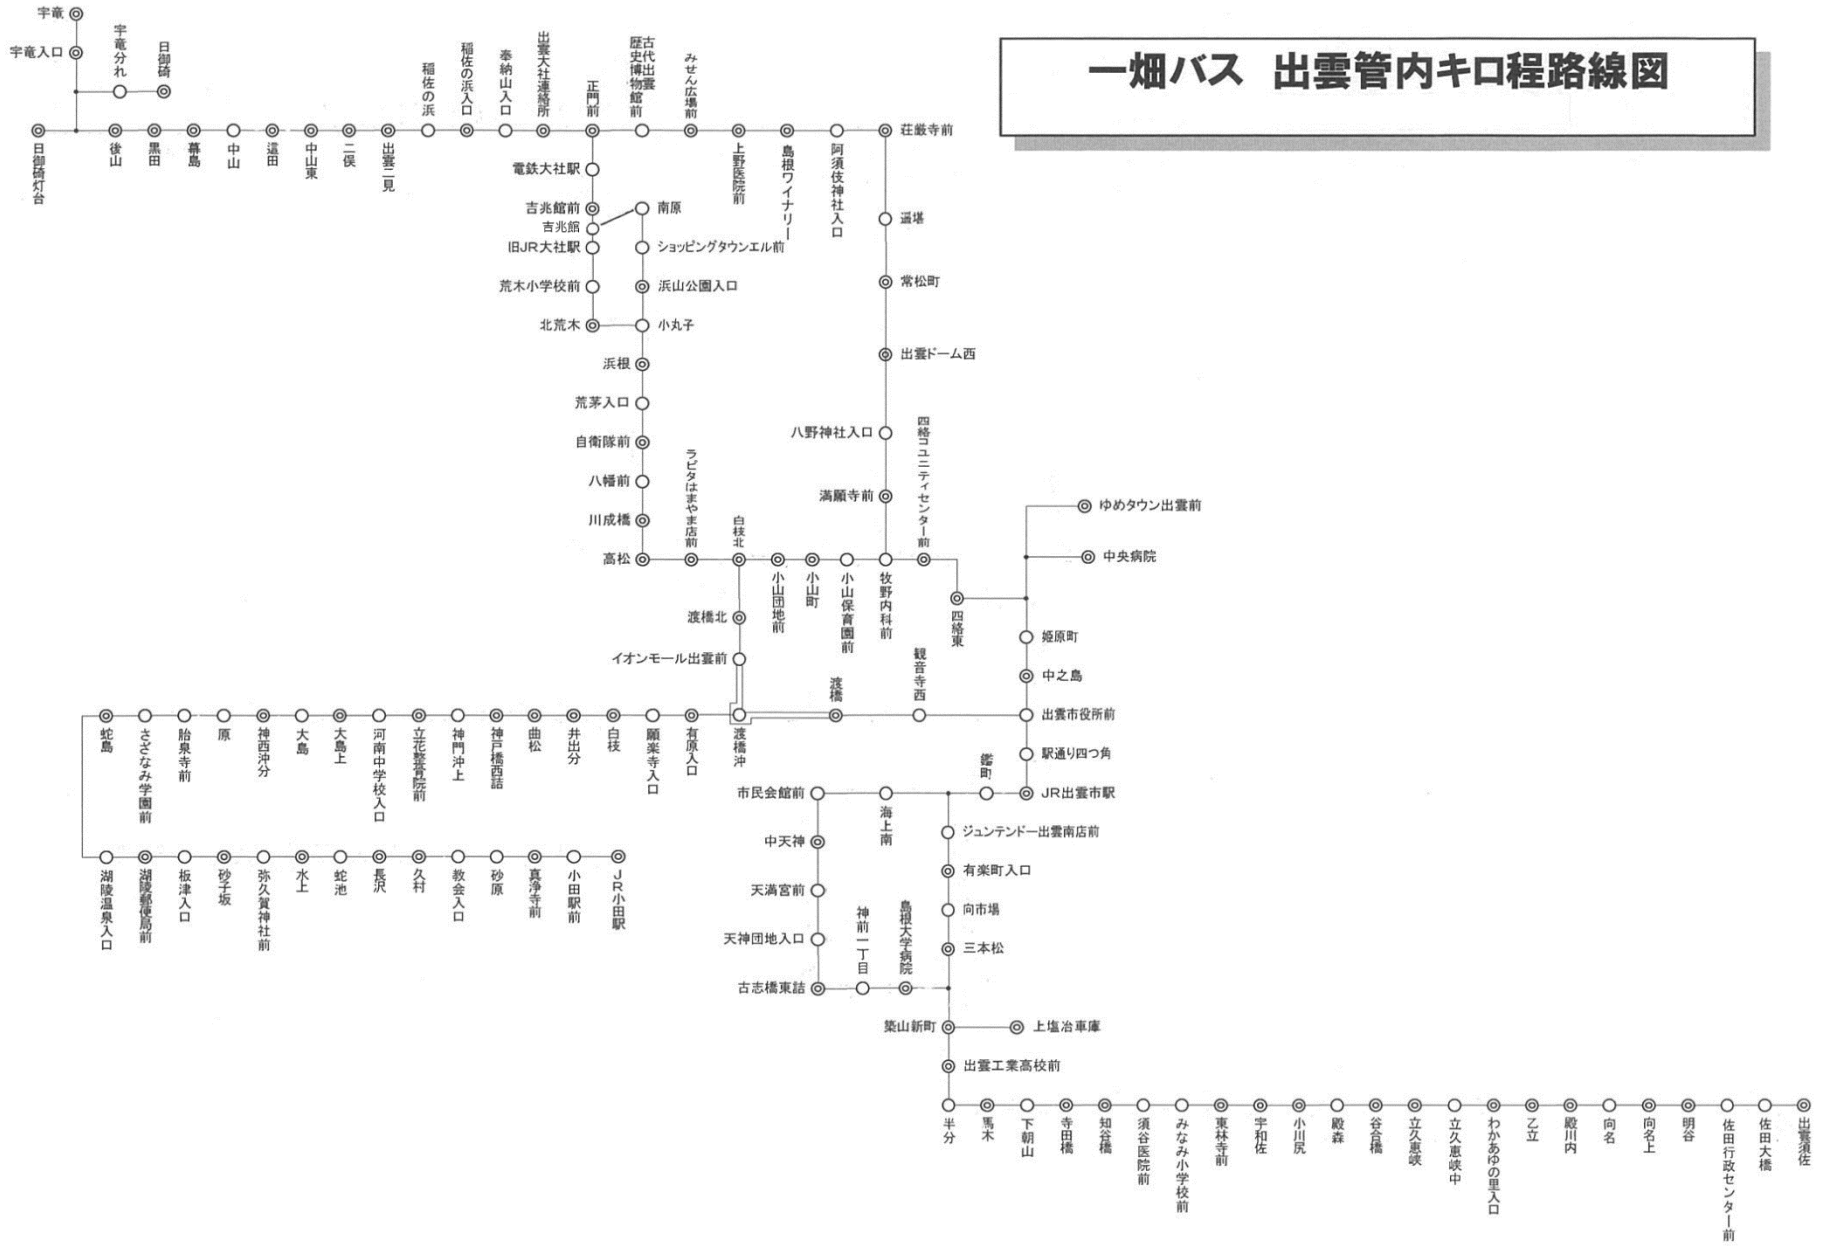 一畑バス 出雲管内キロ程路線図
宇竜
宇竜入口
宇竜分れ
日御碕
日御碕灯台
後山
黒田
幕島
中山
這田
中山東
二俣
出雲二見
稲佐の浜
稲佐の浜入口
奉納山入口
出雲大社連絡所
正門前
古代出雲
歴史博物館前
みせん広場前
上野医院前
島根ワイナリー
阿須伎神社入口
荘厳寺前
電鉄大社駅
吉兆館前
吉兆館
旧JR大社駅
荒木小学校前
北荒木
南原
ショッピングタウンエル前
浜山公園入口
小丸子
浜根
荒茅入口
自衛隊前
八幡前
川成橋
高松
遥堪
常松町
出雲ドーム西
八野神社入口
満願寺前
ラピタはまやま店前
白枝北
小山団地前
小山町
小山保育園前
牧野内科前
四絡コユニティセンター前
四絡東
ゆめタウン出雲前
中央病院
姫原町
中之島
出雲市役所前
駅通り四つ角
JR出雲市駅
渡橋北
イオンモール出雲前
渡橋
観音寺西
蛇島
さざなみ学園前
胎泉寺前
原
神西沖分
大島
大島上
河南中学校入口
立花整骨院前
神門沖上
神戸橋西詰
曲松
井出分
白枝
願楽寺入口
有原入口
渡橋沖
湖陵温泉入口
湖陵郵便局前
板津入口
砂子坂
弥久賀神社前
水上
蛇池
長沢
久村
教会入口
砂原
真浄寺前
小田駅前
JR小田駅
市民会館前
海上南
鑓町
中天神
天満宮前
天神団地入口
古志橋東詰
神前一丁目
島根大学病院
ジュンテンドー出雲南店前
有楽町入口
向市場
三本松
築山新町
上塩冶車庫
出雲工業高校前
半分
馬木
下朝山
寺田橋
知谷橋
須谷医院前
みなみ小学校前
東林寺前
宇和佐
小川尻
殿森
谷合橋
立久恵峡
立久恵峡中
わかあゆの里入口
乙立
殿川内
向名
向名上
明谷
佐田行政センター前
佐田大橋
出雲須佐